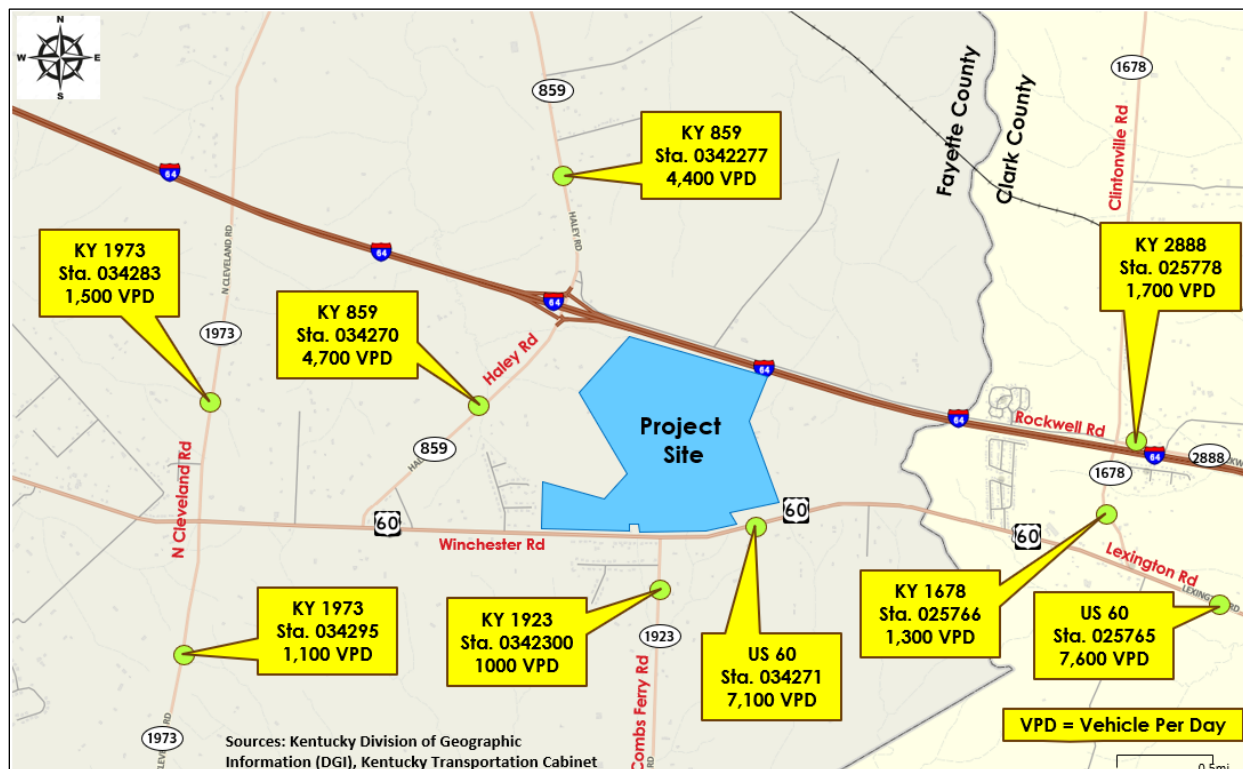 N
W
E
S
859
1678
Fayette County
Clark County
Clintonville Rd
KY 859
Sta. 0342277
4,400 VPD
64
64
64
64
64
64
HALEY RD
N CLEVELAND RD
KY 1973
Sta. 034283
1,500 VPD
KY 859
Sta. 034270
4,700 VPD
KY 2888
Sta. 025778
1,700 VPD
1973
Haley Rd
Project
Site
Rockwell Rd
859
1678
2888
N Cleveland Rd
60
60
60
Winchester Rd
Lexington Rd
KY 1973
Sta. 034295
1,100 VPD
KY 1923
Sta. 0342300
1000 VPD
US 60
Sta. 034271
7,100 VPD
KY 1678
Sta. 025766
1,300 VPD
US 60
Sta. 025765
7,600 VPD
1923
Combs Ferry Rd
1973
VPD = Vehicle Per Day
Sources: Kentucky Division of Geographic
Information (DGI), Kentucky Transportation Cabinet
0.5mi